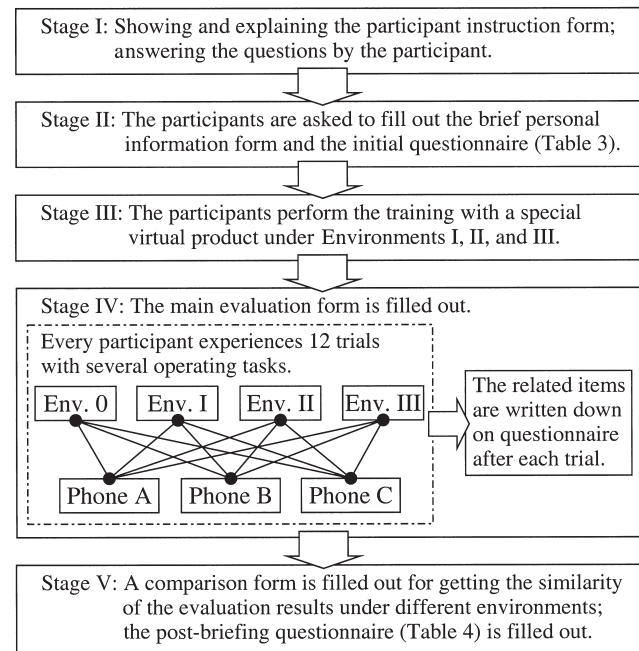 Stage I: Showing and explaining the participant instruction form;
answering the questions by the participant.
Stage II: The participants are asked to fill out the brief personal
information form and the initial questionnaire (Table 3).
Stage III: The participants perform the training with a special
virtual product under Environments I, II, and III.
Stage IV: The main evaluation form is filled out.
Every participant experiences 12 trials
with several operating tasks.
Env. 0
Env. I
Env. II
Env. III
Phone A
Phone B
Phone C
The related items
are written down
on questionnaire
after each trial.
Stage V: A comparison form is filled out for getting the similarity
of the evaluation results under different environments;
the post-briefing questionnaire (Table 4) is filled out.